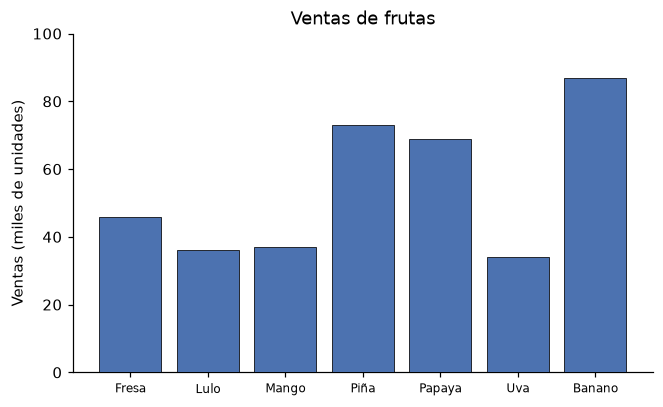 Ventas de frutas
Ventas (miles de unidades)
100
80
60
40
20
0
Fresa Lulo Mango Piña Papaya Uva Banano